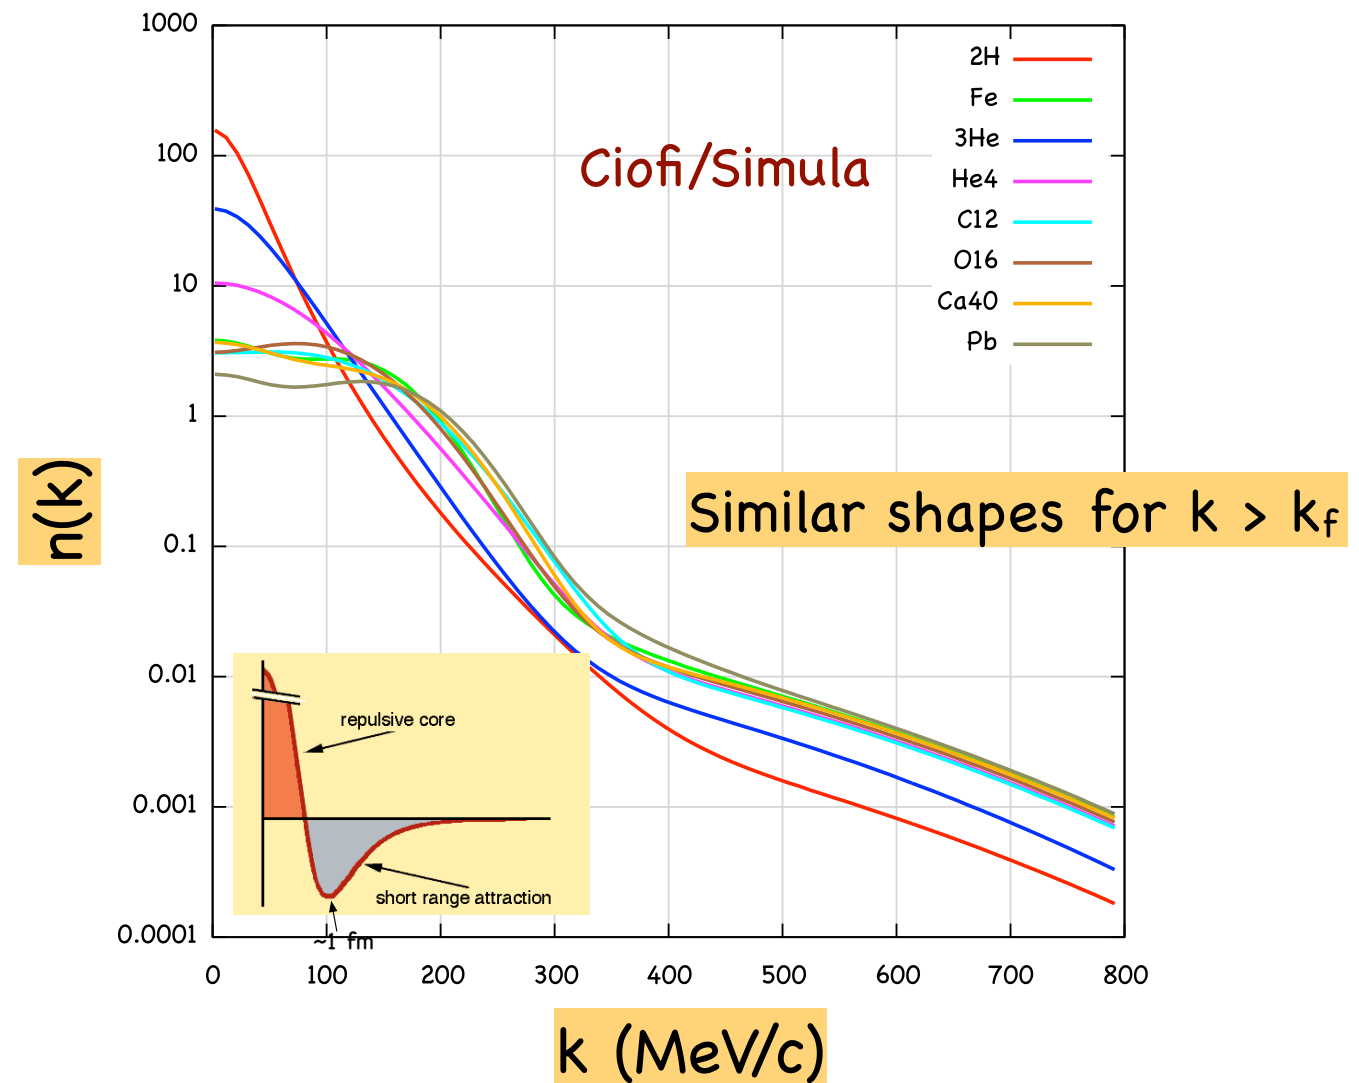 1000
100
10
1
0.1
0.01
0.001
0.0001
n(k)
2H
Fe
3He
He4
C12
O16
Ca40
Pb
Ciofi/Simula
Similar shapes for k > kf
repulsive core
short range attraction
~1 fm
0 100 200 300 400 500 600 700 800
k (MeV/c)